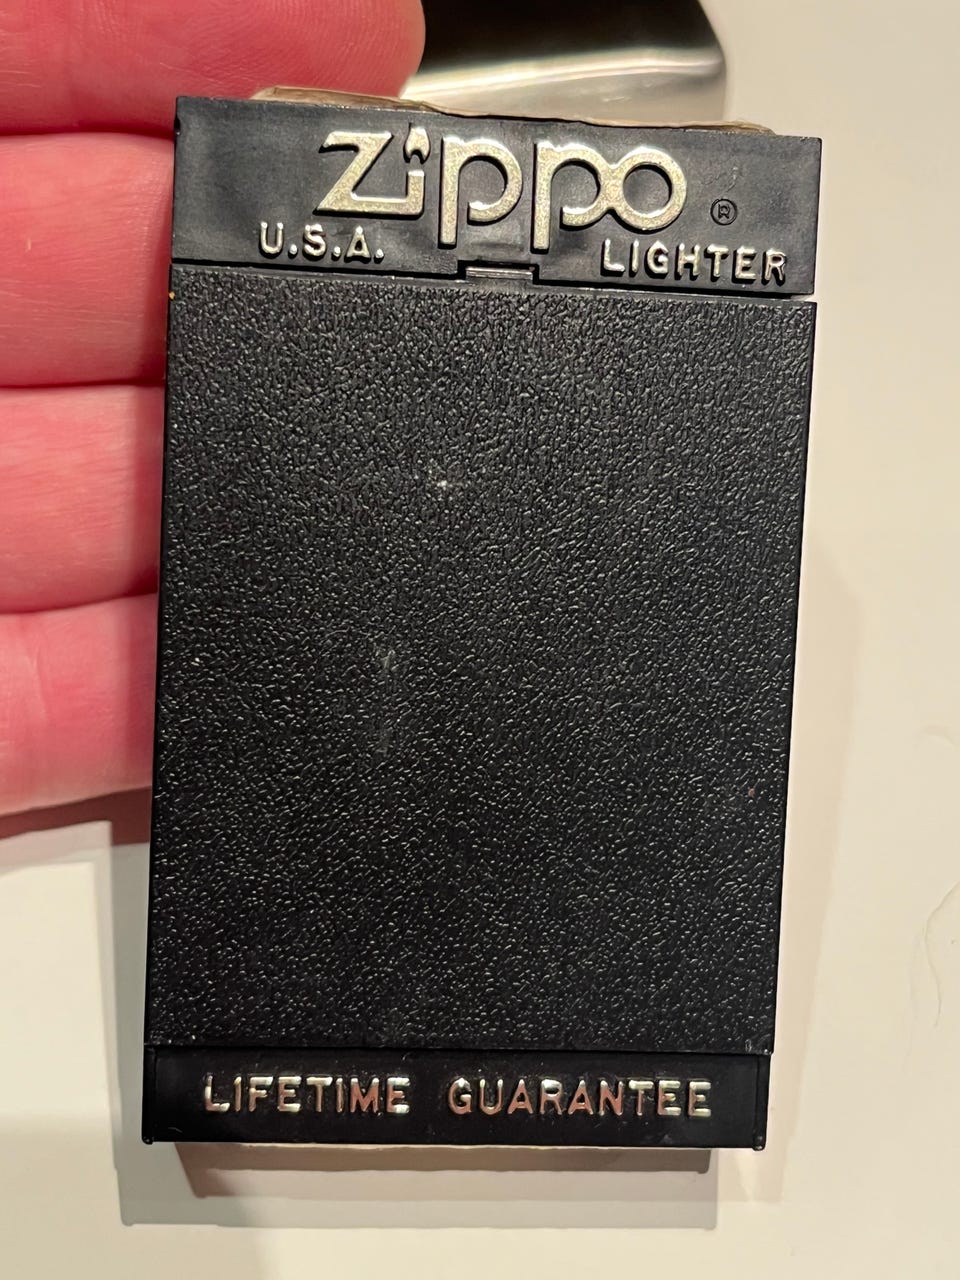 Zippo ®
U.S.A. LIGHTER
LIFETIME GUARANTEE